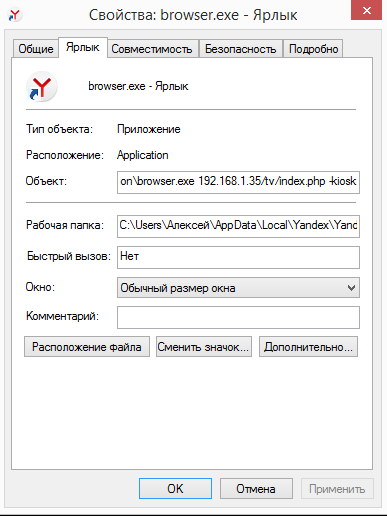 Свойства: browser.exe - Ярлык
Общие Ярлык Совместимость Безопасность Подробно
browser.exe - Ярлык
Тип объекта: Приложение
Расположение: Application
Объект: on\browser.exe 192.168.1.35/tv/index.php -kiosk
Рабочая папка: C:\Users\Алексей\AppData\Local\Yandex\Yand
Быстрый вызов: Нет
Окно: Обычный размер окна
Комментарий:
Расположение файла Сменить значок... Дополнительно...
OK Отмена Применить